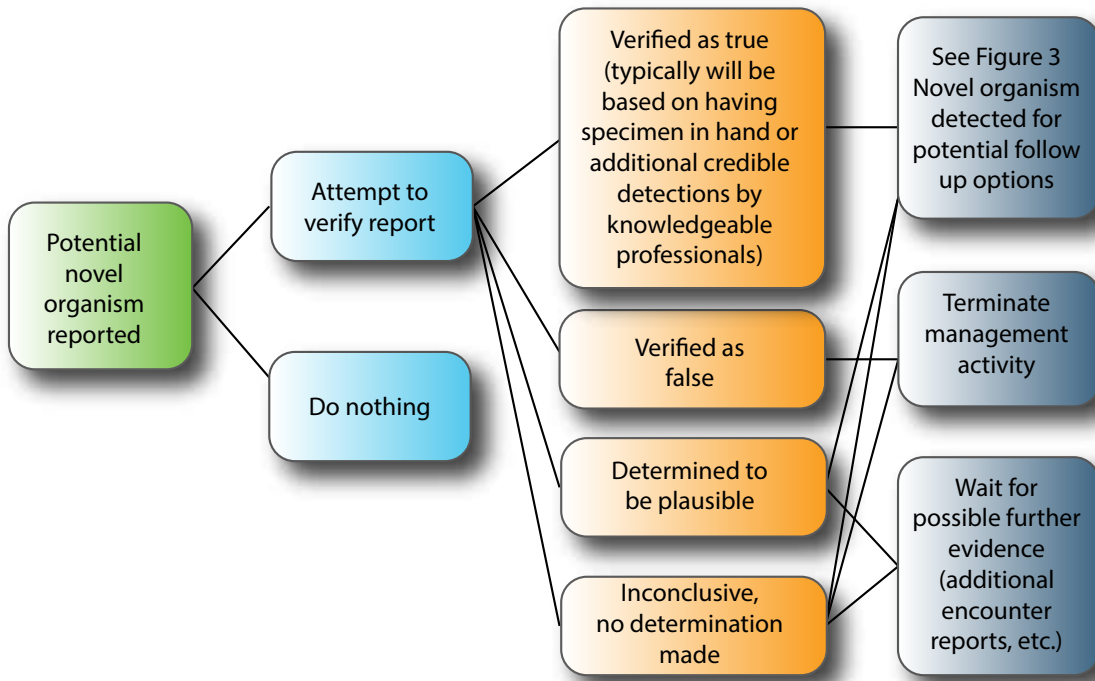 Potential
novel
organism
reported
Attempt to
verify report
Do nothing
Verified as true
(typically will be
based on having
specimen in hand or
additional credible
detections by
knowledgeable
professionals)
Verified as
false
Determined to
be plausible
Inconclusive,
no determination
made
See Figure 3
Novel organism
detected for
potential follow
up options
Terminate
management
activity
Wait for
possible further
evidence
(additional
encounter
reports, etc.)